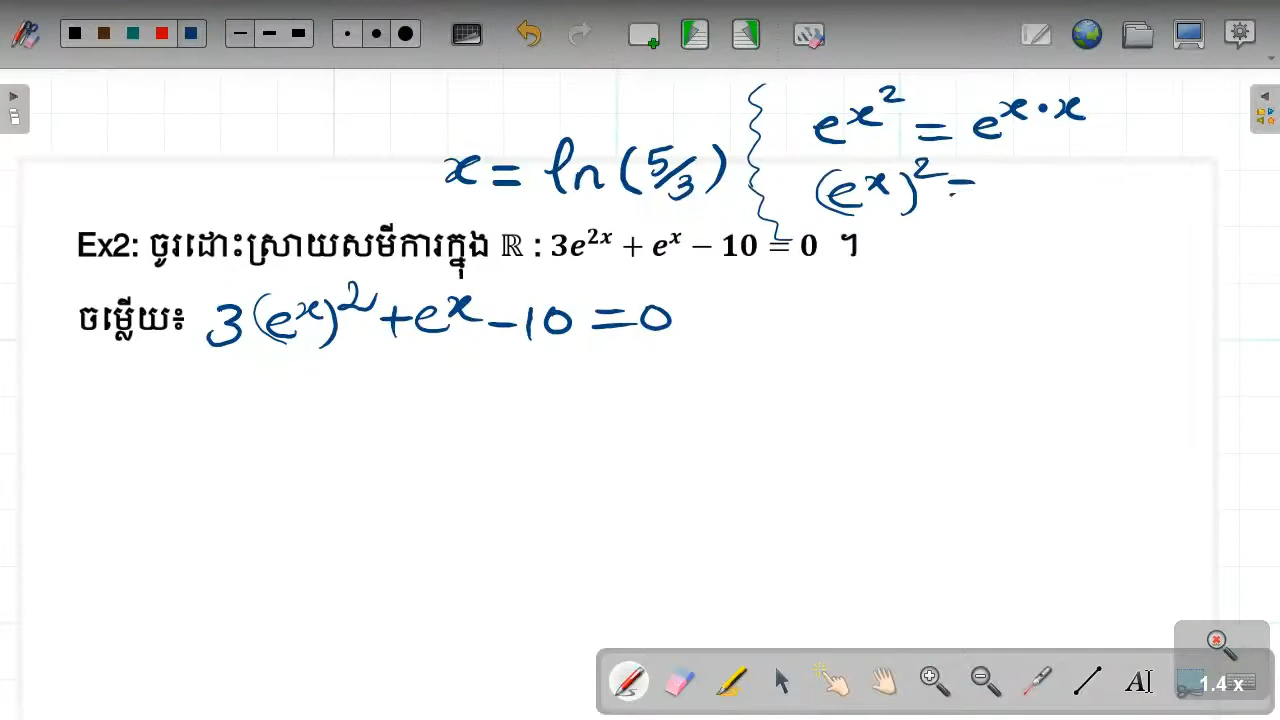 e^{x^2} = e^{x·x}
x = ln(5/3)
(e^x)^2 =
Ex2: ចូរដោះស្រាយសមីការក្នុង ℝ : 3e^{2x} + e^x − 10 = 0 ។
ចម្លើយ៖ 3(e^x)^2 + e^x − 10 = 0
AI
1.4 x